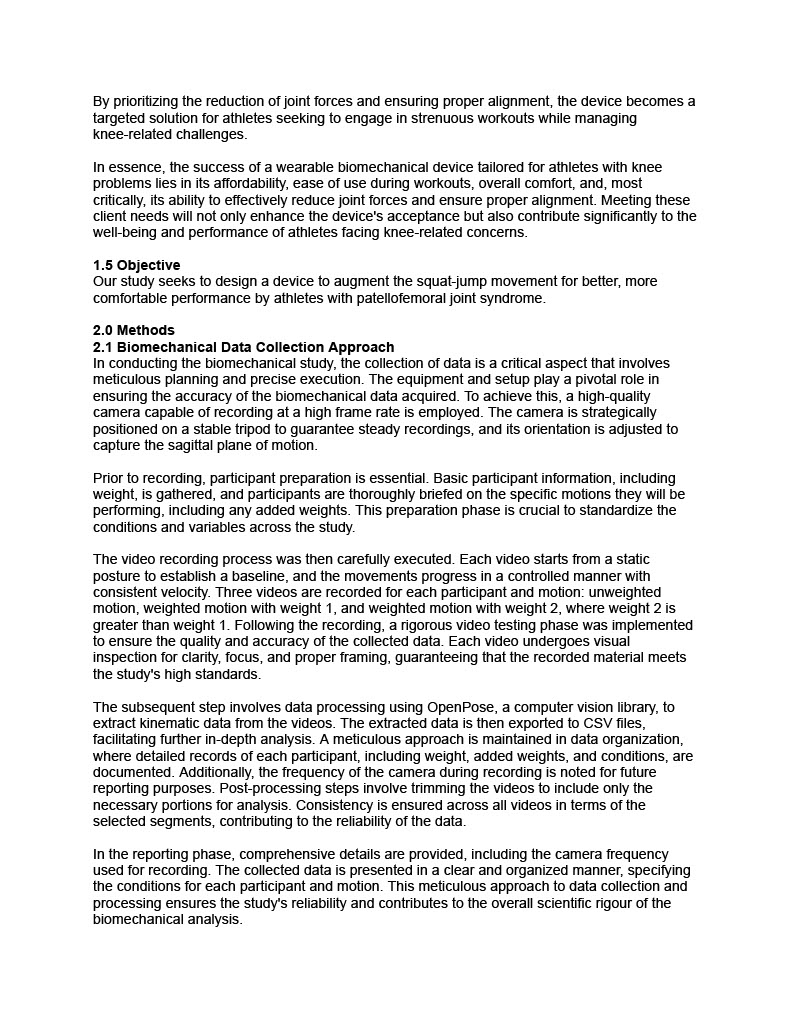 By prioritizing the reduction of joint forces and ensuring proper alignment, the device becomes a
targeted solution for athletes seeking to engage in strenuous workouts while managing
knee-related challenges.
In essence, the success of a wearable biomechanical device tailored for athletes with knee
problems lies in its affordability, ease of use during workouts, overall comfort, and, most
critically, its ability to effectively reduce joint forces and ensure proper alignment. Meeting these
client needs will not only enhance the device's acceptance but also contribute significantly to the
well-being and performance of athletes facing knee-related concerns.
1.5 Objective
Our study seeks to design a device to augment the squat-jump movement for better, more
comfortable performance by athletes with patellofemoral joint syndrome.
2.0 Methods
2.1 Biomechanical Data Collection Approach
In conducting the biomechanical study, the collection of data is a critical aspect that involves
meticulous planning and precise execution. The equipment and setup play a pivotal role in
ensuring the accuracy of the biomechanical data acquired. To achieve this, a high-quality
camera capable of recording at a high frame rate is employed. The camera is strategically
positioned on a stable tripod to guarantee steady recordings, and its orientation is adjusted to
capture the sagittal plane of motion.
Prior to recording, participant preparation is essential. Basic participant information, including
weight, is gathered, and participants are thoroughly briefed on the specific motions they will be
performing, including any added weights. This preparation phase is crucial to standardize the
conditions and variables across the study.
The video recording process was then carefully executed. Each video starts from a static
posture to establish a baseline, and the movements progress in a controlled manner with
consistent velocity. Three videos are recorded for each participant and motion: unweighted
motion, weighted motion with weight 1, and weighted motion with weight 2, where weight 2 is
greater than weight 1. Following the recording, a rigorous video testing phase was implemented
to ensure the quality and accuracy of the collected data. Each video undergoes visual
inspection for clarity, focus, and proper framing, guaranteeing that the recorded material meets
the study's high standards.
The subsequent step involves data processing using OpenPose, a computer vision library, to
extract kinematic data from the videos. The extracted data is then exported to CSV files,
facilitating further in-depth analysis. A meticulous approach is maintained in data organization,
where detailed records of each participant, including weight, added weights, and conditions, are
documented. Additionally, the frequency of the camera during recording is noted for future
reporting purposes. Post-processing steps involve trimming the videos to include only the
necessary portions for analysis. Consistency is ensured across all videos in terms of the
selected segments, contributing to the reliability of the data.
In the reporting phase, comprehensive details are provided, including the camera frequency
used for recording. The collected data is presented in a clear and organized manner, specifying
the conditions for each participant and motion. This meticulous approach to data collection and
processing ensures the study's reliability and contributes to the overall scientific rigour of the
biomechanical analysis.